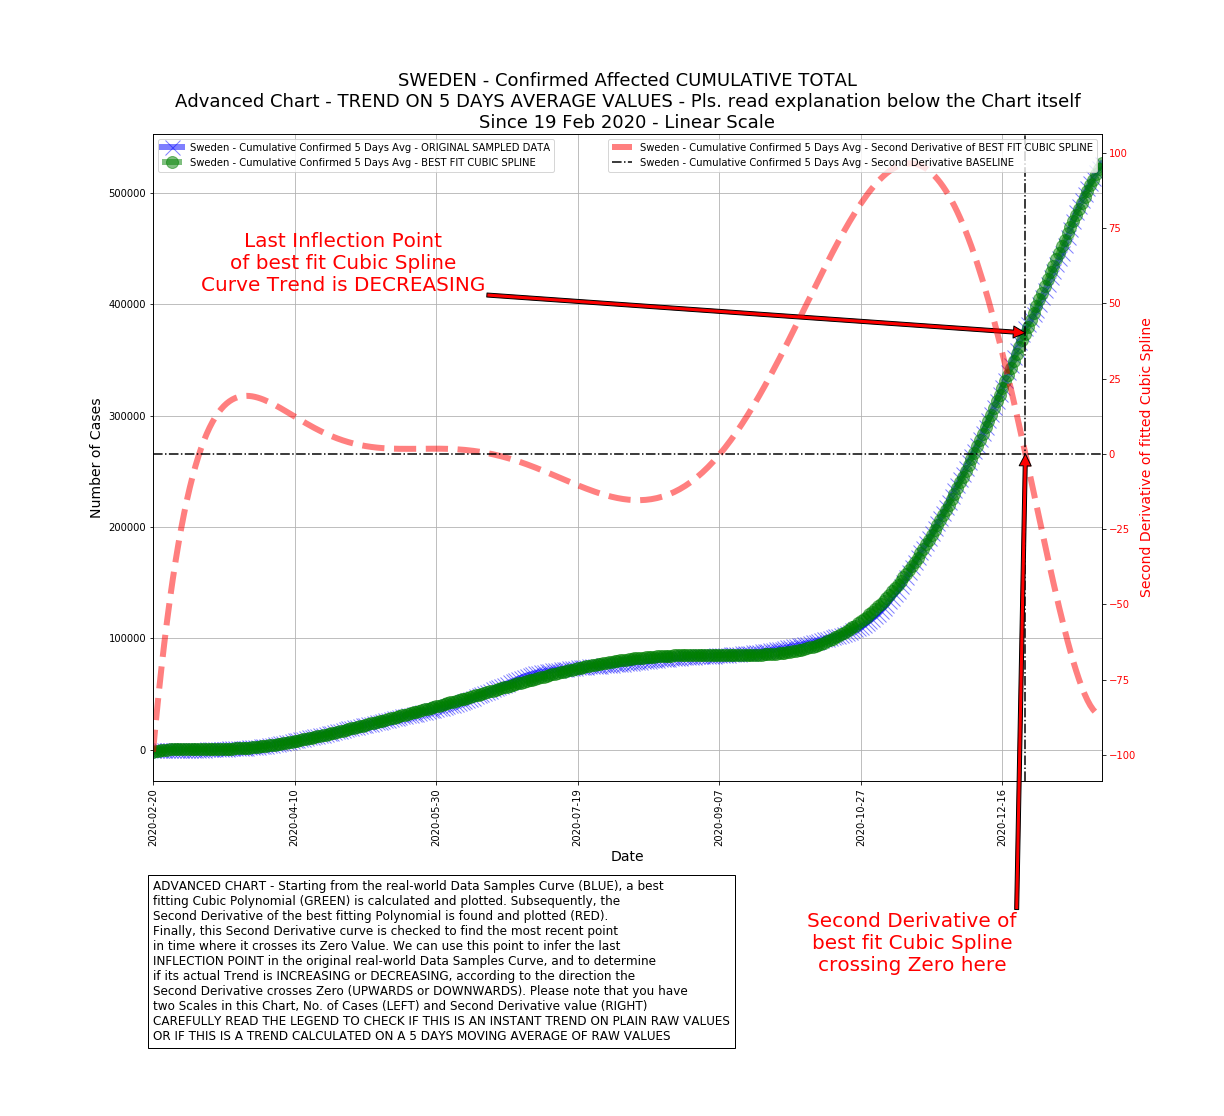 SWEDEN - Confirmed Affected CUMULATIVE TOTAL
Advanced Chart - TREND ON 5 DAYS AVERAGE VALUES - Pls. read explanation below the Chart itself
Since 19 Feb 2020 - Linear Scale
Sweden - Cumulative Confirmed 5 Days Avg - ORIGINAL SAMPLED DATA
Sweden - Cumulative Confirmed 5 Days Avg - BEST FIT CUBIC SPLINE
Sweden - Cumulative Confirmed 5 Days Avg - Second Derivative of BEST FIT CUBIC SPLINE
Sweden - Cumulative Confirmed 5 Days Avg - Second Derivative BASELINE
Last Inflection Point
of best fit Cubic Spline
Curve Trend is DECREASING
Number of Cases
500000
400000
300000
200000
100000
0
100
75
50
25
0
−25
−50
−75
−100
Second Derivative of fitted Cubic Spline
2020-02-20
2020-04-10
2020-05-30
2020-07-19
2020-09-07
2020-10-27
2020-12-16
Date
ADVANCED CHART - Starting from the real-world Data Samples Curve (BLUE), a best
fitting Cubic Polynomial (GREEN) is calculated and plotted. Subsequently, the
Second Derivative of the best fitting Polynomial is found and plotted (RED).
Finally, this Second Derivative curve is checked to find the most recent point
in time where it crosses its Zero Value. We can use this point to infer the last
INFLECTION POINT in the original real-world Data Samples Curve, and to determine
if its actual Trend is INCREASING or DECREASING, according to the direction the
Second Derivative crosses Zero (UPWARDS or DOWNWARDS). Please note that you have
two Scales in this Chart, No. of Cases (LEFT) and Second Derivative value (RIGHT)
CAREFULLY READ THE LEGEND TO CHECK IF THIS IS AN INSTANT TREND ON PLAIN RAW VALUES
OR IF THIS IS A TREND CALCULATED ON A 5 DAYS MOVING AVERAGE OF RAW VALUES
Second Derivative of
best fit Cubic Spline
crossing Zero here